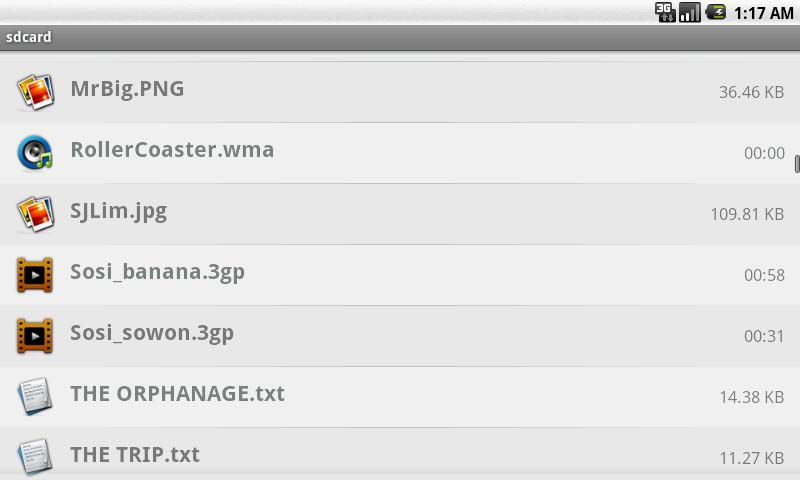 3G 1:17 AM
sdcard
MrBig.PNG 36.46 KB
RollerCoaster.wma 00:00
SJLim.jpg 109.81 KB
Sosi_banana.3gp 00:58
Sosi_sowon.3gp 00:31
THE ORPHANAGE.txt 14.38 KB
THE TRIP.txt 11.27 KB